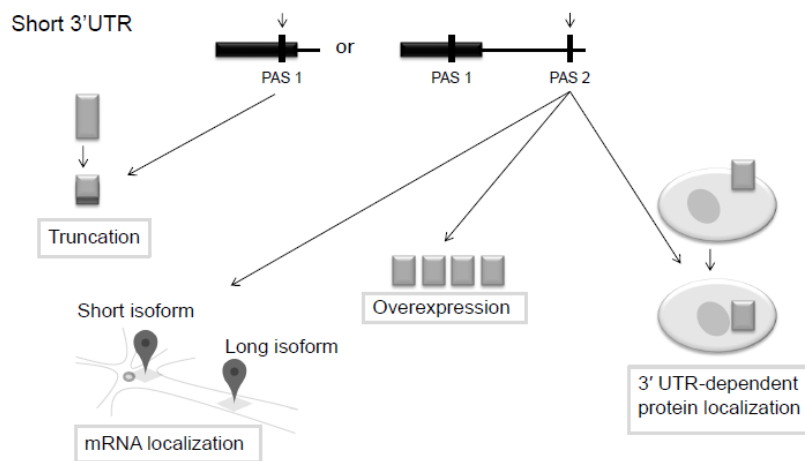 Short 3'UTR
or
PAS 1
PAS 1
PAS 2
Truncation
Overexpression
Short isoform
Long isoform
mRNA localization
3′ UTR-dependent
protein localization